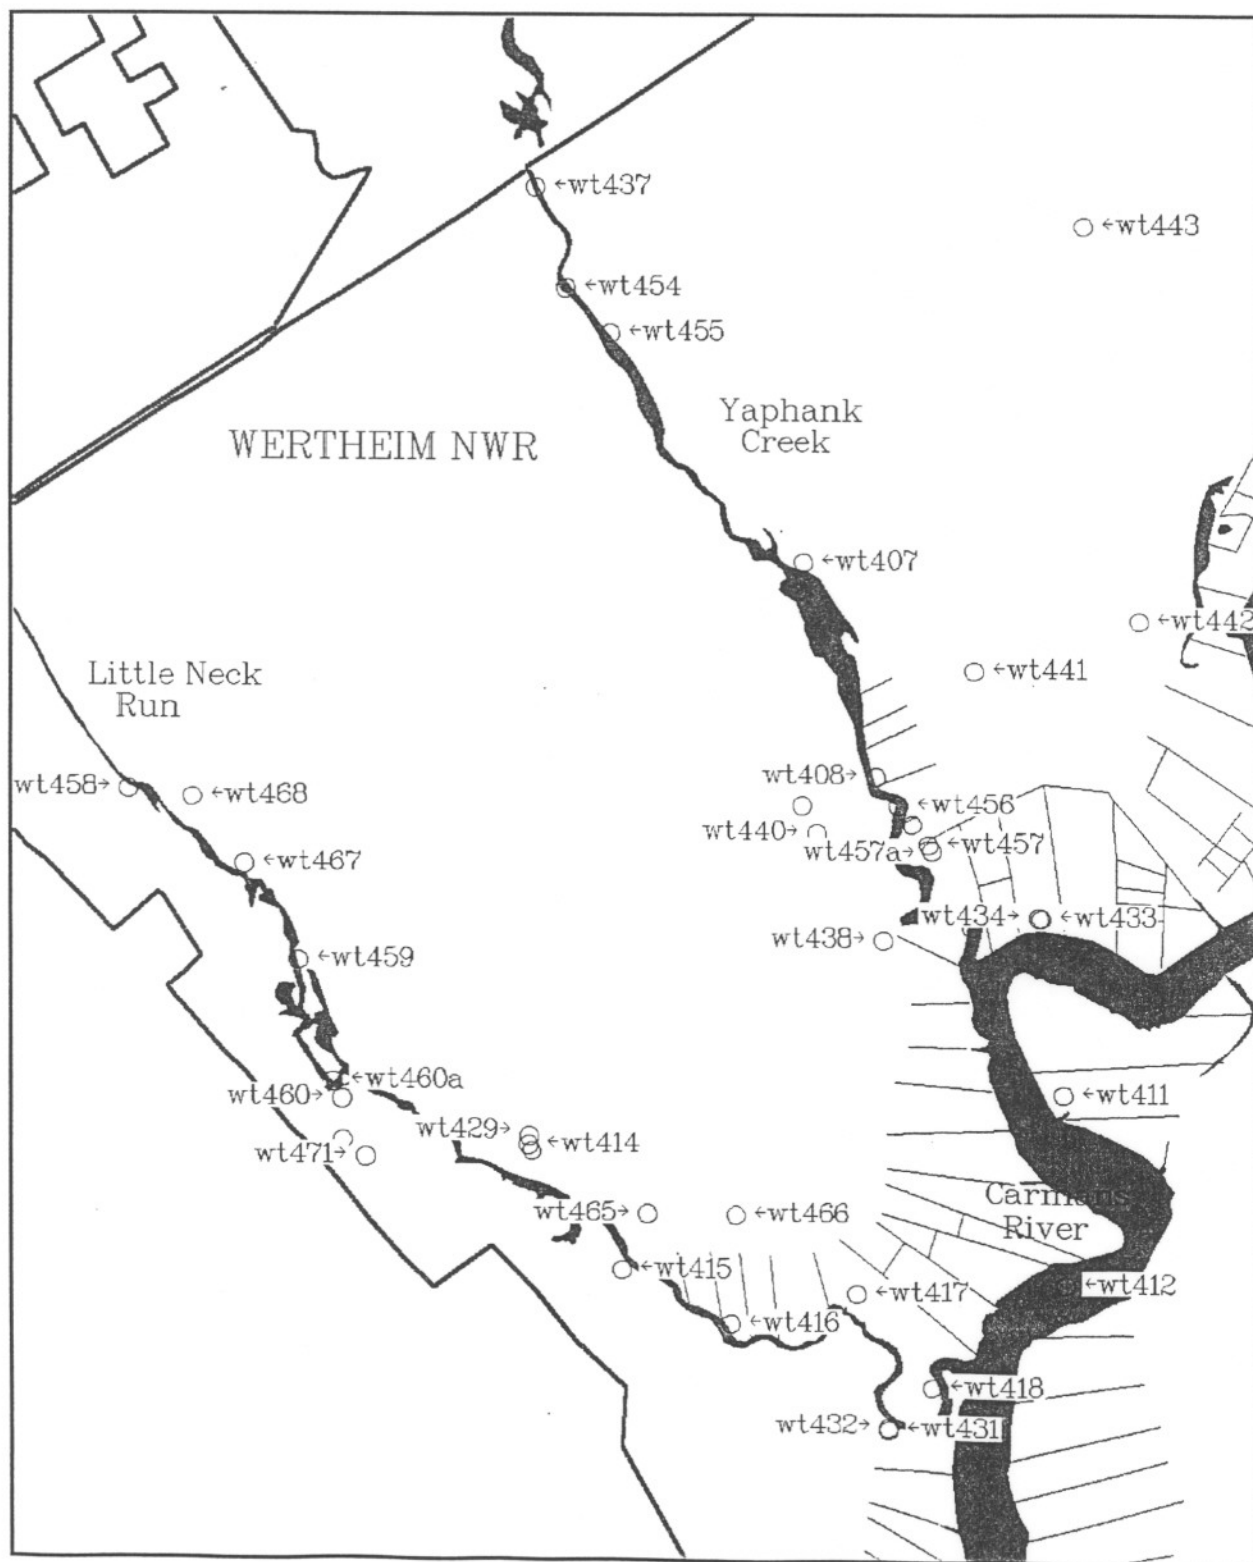 ←wt437
←wt443
←wt454
←wt455
Yaphank
Creek
WERTHEIM NWR
←wt407
←wt442
←wt441
Little Neck
Run
wt458→
←wt468
wt408→
←wt456
wt440→
←wt457
wt457a→
←wt467
wt434→
←wt433
wt438→
←wt459
←wt460a
wt460→
←wt411
wt429→
←wt414
wt471→
Carmans
River
wt465→
←wt466
←wt415
←wt412
←wt417
←wt416
←wt418
wt432→
←wt431